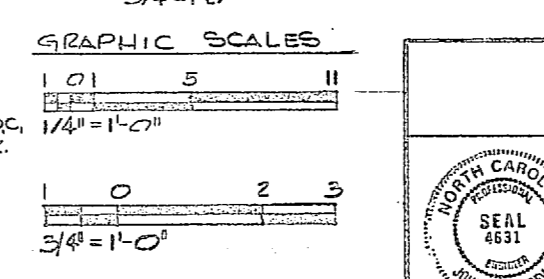 GRAPHIC SCALES
1 0 1 5 11
1/4" = 1'-0"
1 0 2 3
3/4" = 1'-0"
NORTH CAROL
PROFESSIONAL
SEAL
4631
ENGINEER